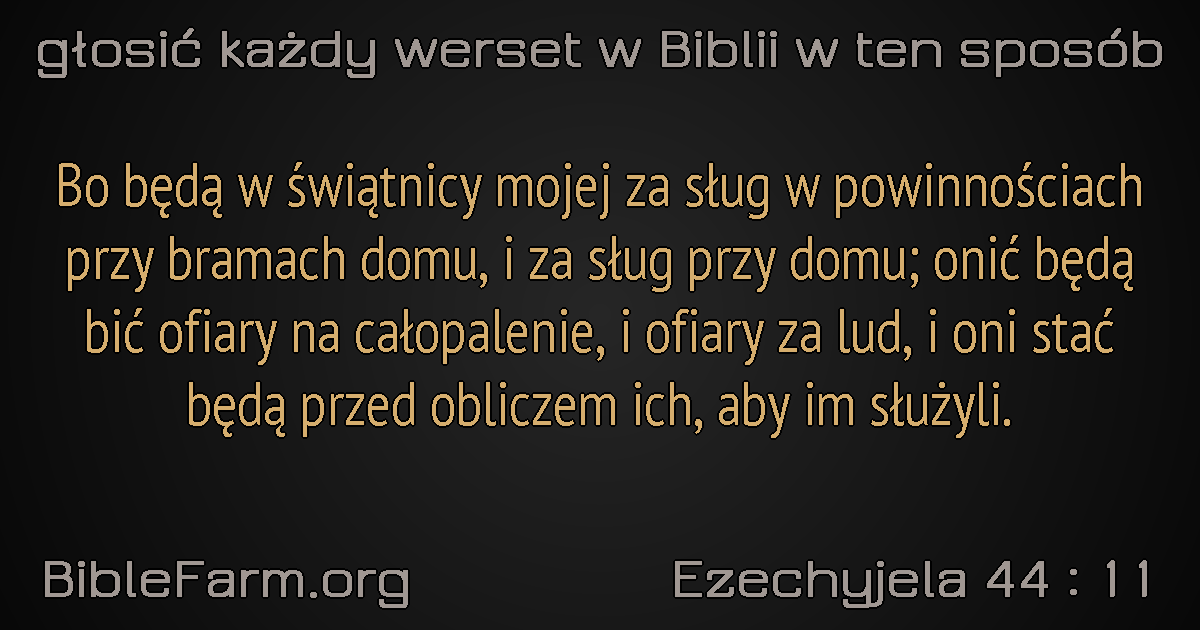 głosić każdy werset w Biblii w ten sposób
Bo będą w świątnicy mojej za sług w powinnościach
przy bramach domu, i za sług przy domu; onić będą
bić ofiary na całopalenie, i ofiary za lud, i oni stać
będą przed obliczem ich, aby im służyli.
BibleFarm.org
Ezechyjela 44 : 11